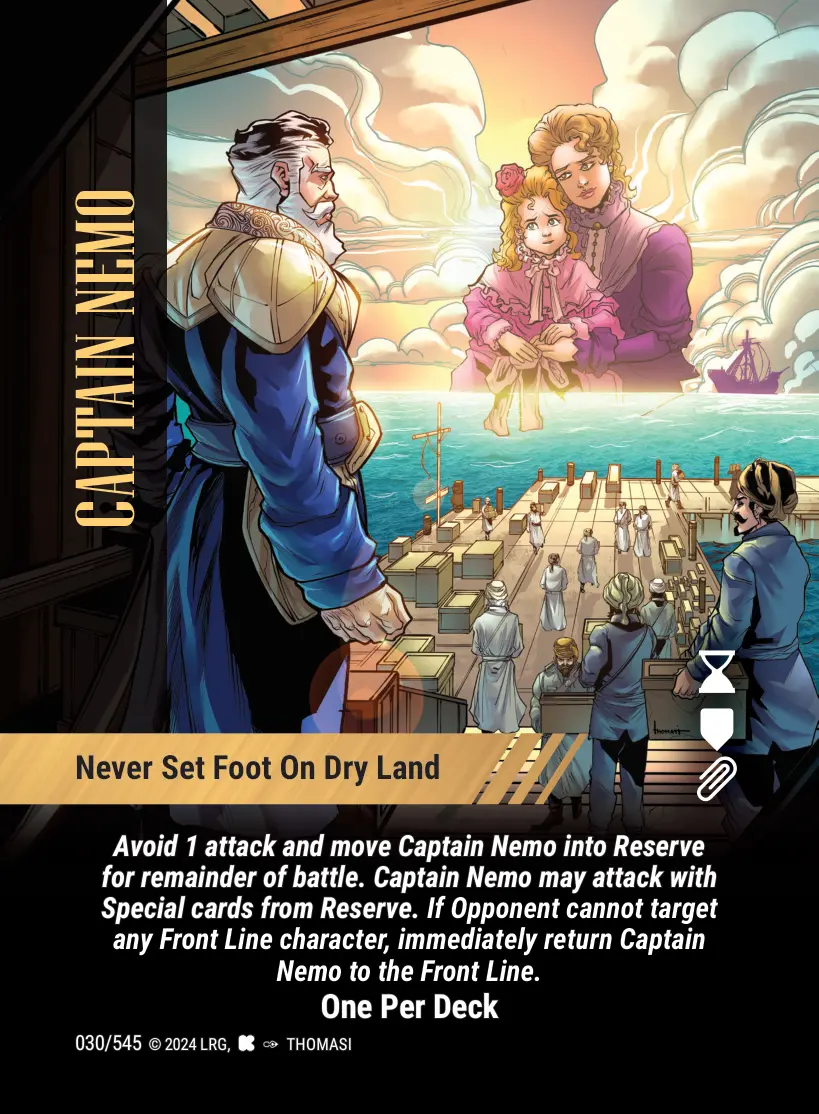 CAPTAIN NEMO
THOMASI
Never Set Foot On Dry Land
Avoid 1 attack and move Captain Nemo into Reserve
for remainder of battle. Captain Nemo may attack with
Special cards from Reserve. If Opponent cannot target
any Front Line character, immediately return Captain
Nemo to the Front Line.
One Per Deck
030/545 © 2024 LRG, THOMASI